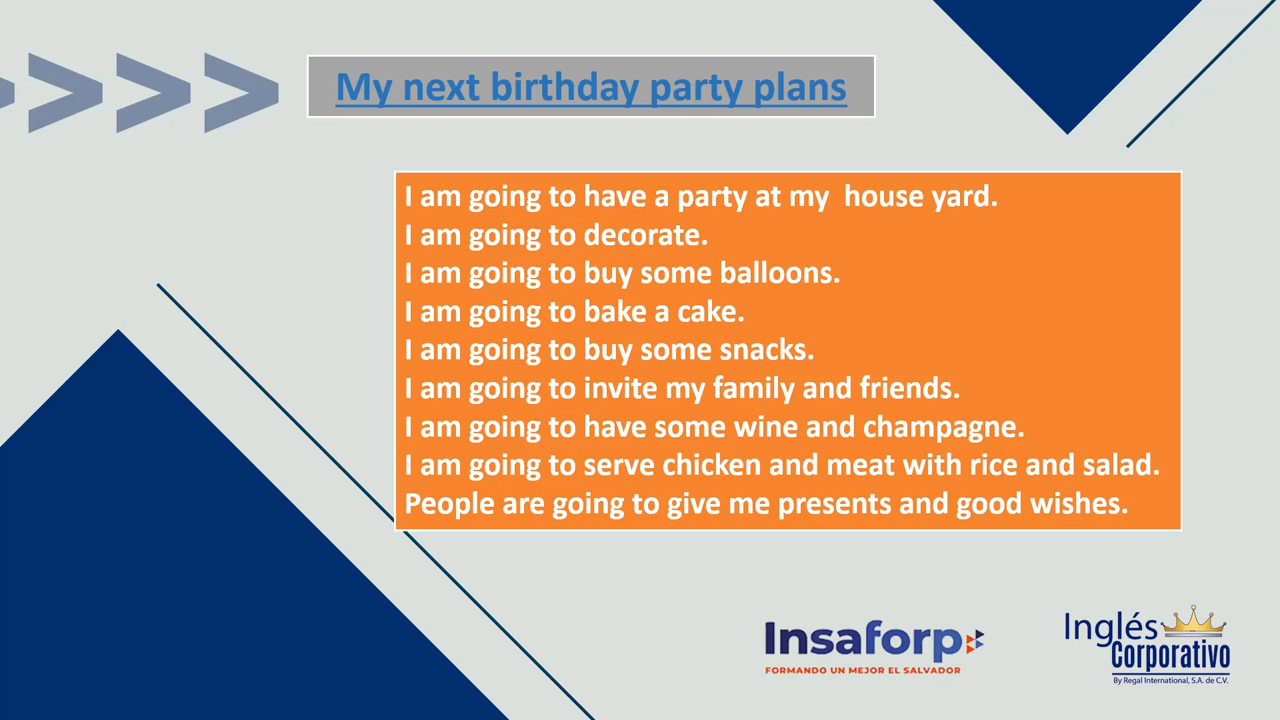 My next birthday party plans
I am going to have a party at my  house yard.
I am going to decorate.
I am going to buy some balloons.
I am going to bake a cake.
I am going to buy some snacks.
I am going to invite my family and friends.
I am going to have some wine and champagne.
I am going to serve chicken and meat with rice and salad.
People are going to give me presents and good wishes.
Insaforp
FORMANDO UN MEJOR EL SALVADOR
Inglés
Corporativo
By Regal International, S.A. de C.V.